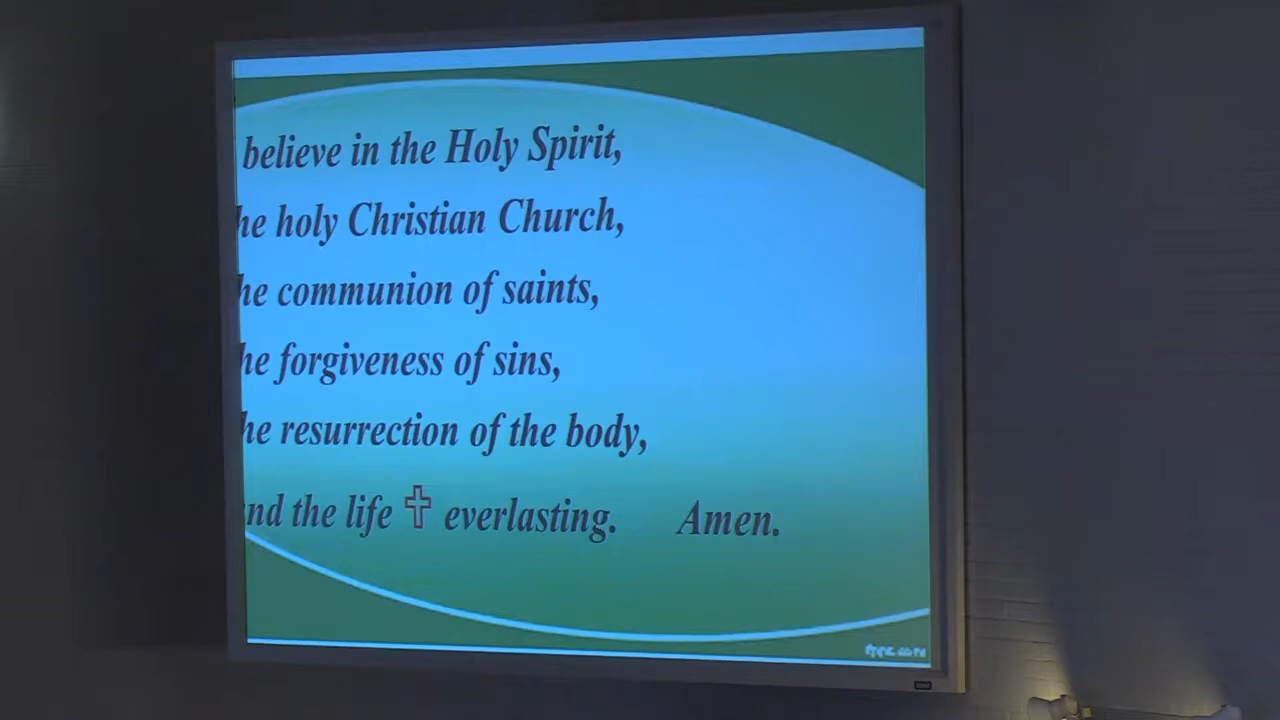 believe in the Holy Spirit,
he holy Christian Church,
he communion of saints,
he forgiveness of sins,
he resurrection of the body,
nd the life ✝ everlasting. Amen.